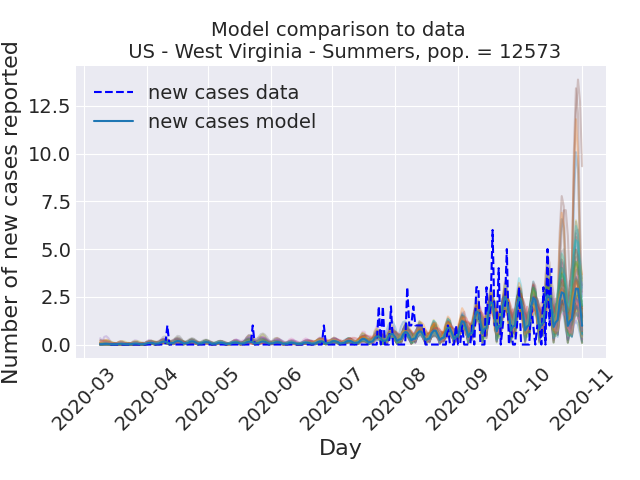 Model comparison to data
US - West Virginia - Summers, pop. = 12573
Number of new cases reported
12.5
10.0
7.5
5.0
2.5
0.0
new cases data
new cases model
2020-03
2020-04
2020-05
2020-06
2020-07
2020-08
2020-09
2020-10
2020-11
Day